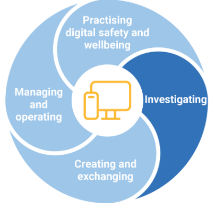 Practising
digital safety and
wellbeing
Managing
and
operating
Investigating
Creating and
exchanging